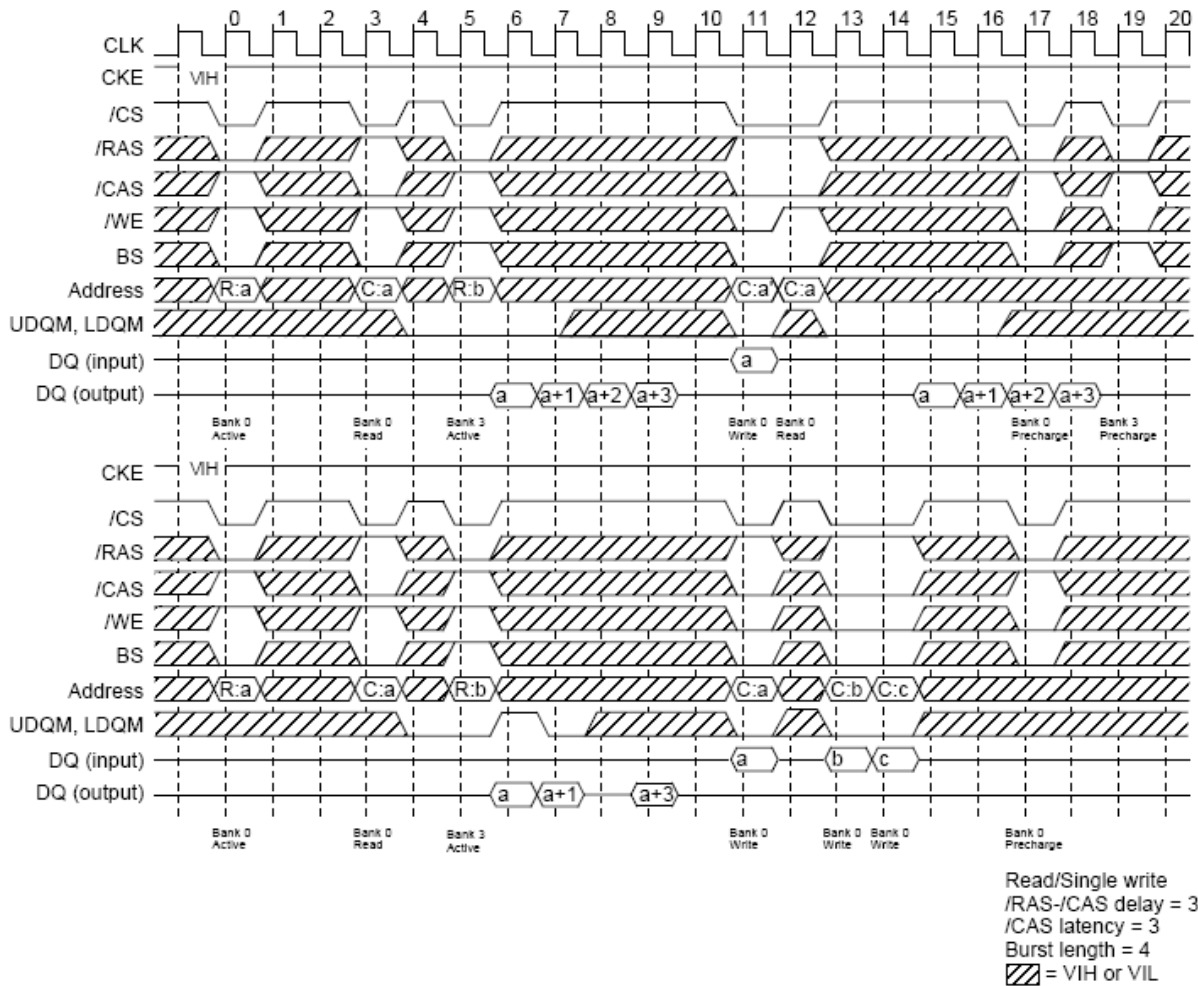 0 1 2 3 4 5 6 7 8 9 10 11 12 13 14 15 16 17 18 19 20
CLK
CKE VIH
/CS
/RAS
/CAS
/WE
BS
Address R:a C:a R:b C:a' C:a
UDQM, LDQM
DQ (input) a
DQ (output) a a+1 a+2 a+3 a a+1 a+2 a+3
Bank 0 Bank 0 Bank 3 Bank 0 Bank 0 Bank 0 Bank 3
Active Read Active Write Read Precharge Precharge
CKE VIH
/CS
/RAS
/CAS
/WE
BS
Address R:a C:a R:b C:a C:b C:c
UDQM, LDQM
DQ (input) a b c
DQ (output) a a+1 a+3
Bank 0 Bank 0 Bank 3 Bank 0 Bank 0 Bank 0 Bank 0
Active Read Active Write Write Write Precharge
Read/Single write
/RAS-/CAS delay = 3
/CAS latency = 3
Burst length = 4
= VIH or VIL